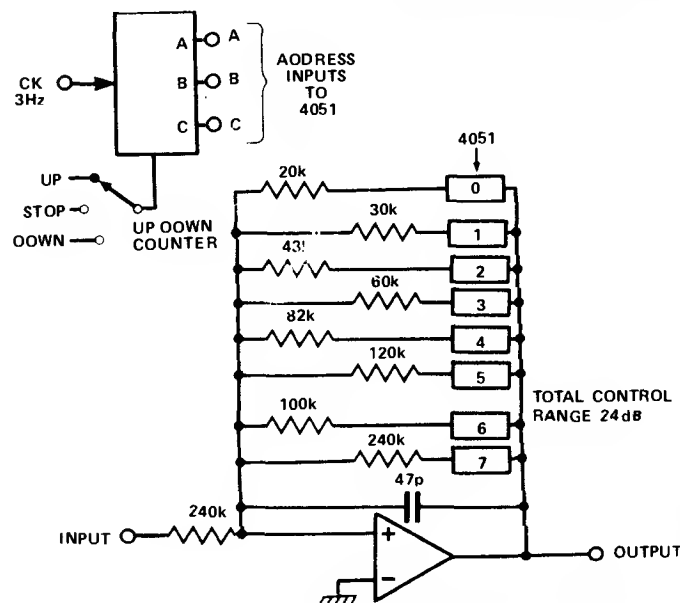 A
A
CK
3Hz
B
B
C
C
AODRESS
INPUTS
TO
4051
UP
STOP
OOWN
UP OOWN
COUNTER
4051
20k
0
30k
1
2
60k
3
82k
4
120k
5
TOTAL CONTROL
RANGE 24dB
100k
6
240k
7
47p
240k
INPUT
+
−
OUTPUT